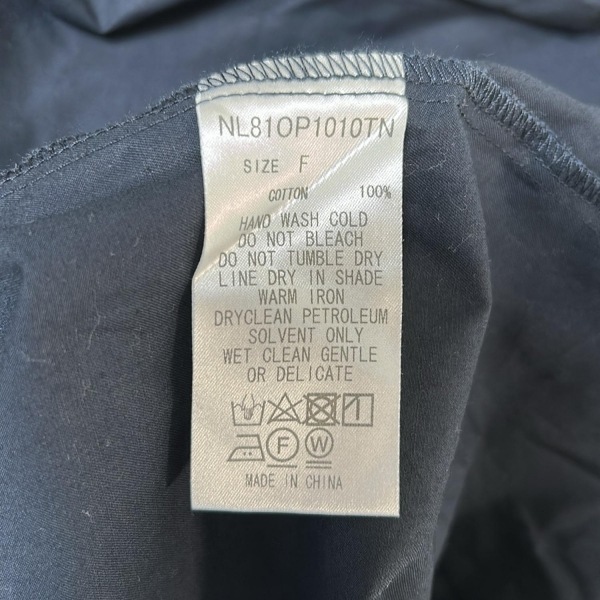 NL81OP1010TN
SIZE F
COTTON 100%
HAND WASH COLD
DO NOT BLEACH
DO NOT TUMBLE DRY
LINE DRY IN SHADE
WARM IRON
DRYCLEAN PETROLEUM
SOLVENT ONLY
WET CLEAN GENTLE
OR DELICATE
F W
MADE IN CHINA